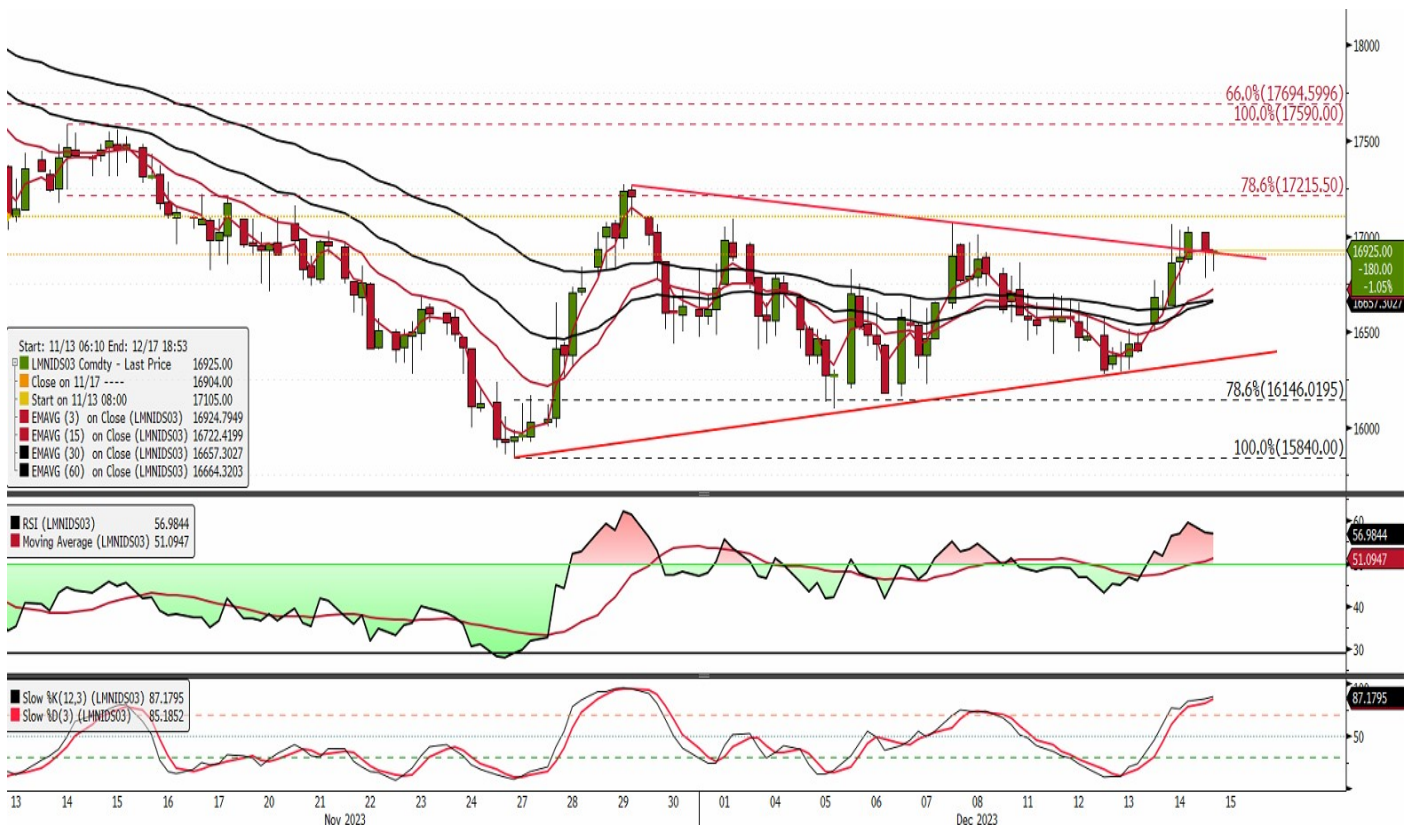 18000
66.0%(17694.5996)
100.0%(17590.00)
17500
78.6%(17215.50)
17000
16925.00
-180.00
-1.05%
16657.3027
16500
78.6%(16146.0195)
16000
100.0%(15840.00)
Start: 11/13 06:10 End: 12/17 18:53
LMNIDS03 Comdty - Last Price 16925.00
Close on 11/17 ---- 16904.00
Start on 11/13 08:00 17105.00
EMAVG (3) on Close (LMNIDS03) 16924.7949
EMAVG (15) on Close (LMNIDS03) 16722.4199
EMAVG (30) on Close (LMNIDS03) 16657.3027
EMAVG (60) on Close (LMNIDS03) 16664.3203
RSI (LMNIDS03) 56.9844
Moving Average (LMNIDS03) 51.0947
60
56.9844
51.0947
40
30
Slow %K(12,3) (LMNIDS03) 87.1795
Slow %D(3) (LMNIDS03) 85.1852
87.1795
50
13 14 15 16 17 20 21 22 23 24 27 28 29 30 01 04 05 06 07 08 11 12 13 14 15
Nov 2023 Dec 2023